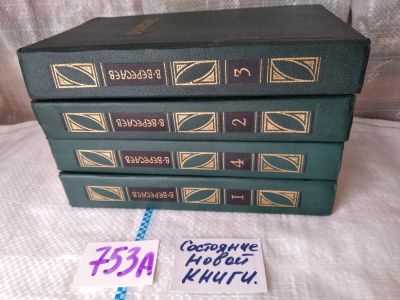 В·ВЕРЕСАЕВ 3
В·ВЕРЕСАЕВ 2
В·ВЕРЕСАЕВ 4
В·ВЕРЕСАЕВ 1
753А
Состояние
новой
книги.